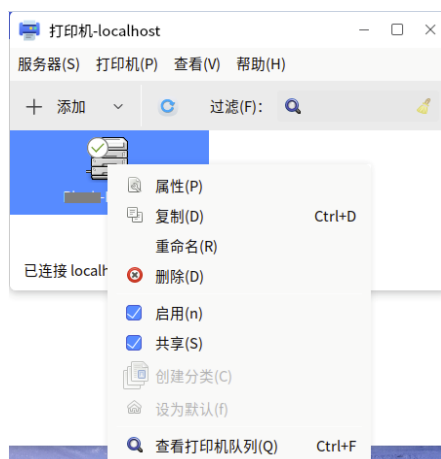 打印机-localhost
服务器(S) 打印机(P) 查看(V) 帮助(H)
添加 过滤(F):
属性(P)
复制(D) Ctrl+D
重命名(R)
已连接 localh
删除(D)
启用(n)
共享(S)
创建分类(C)
设为默认(f)
查看打印机队列(Q) Ctrl+F